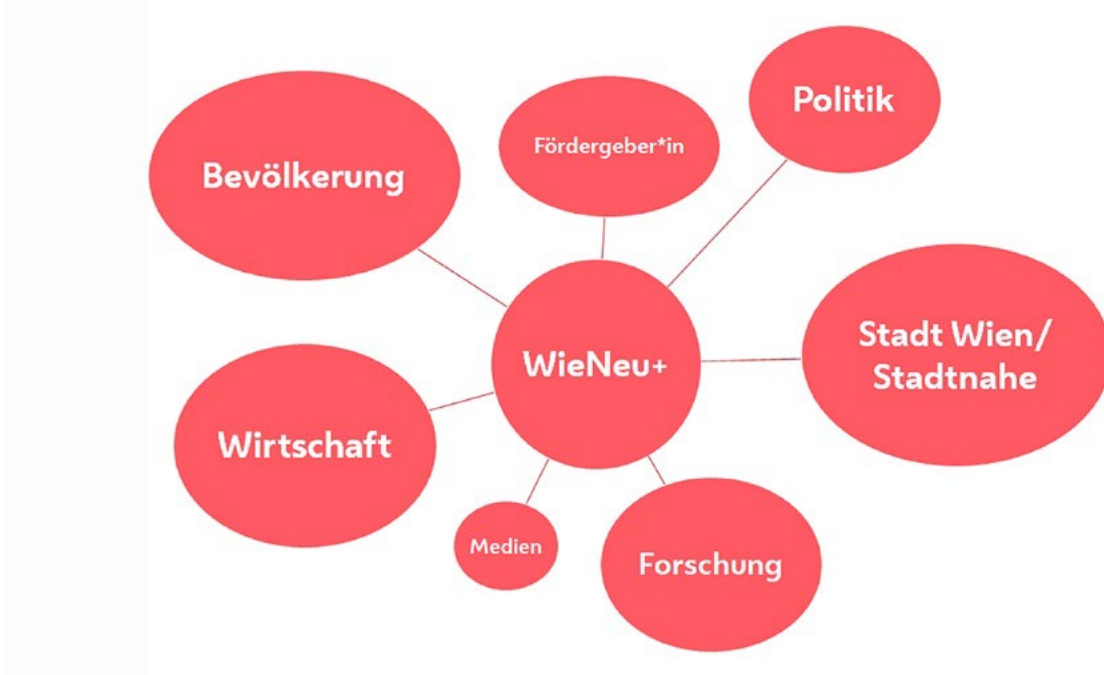 Politik
Fördergeber*in
Bevölkerung
Stadt Wien/
Stadtnahe
WieNeu+
Wirtschaft
Medien
Forschung